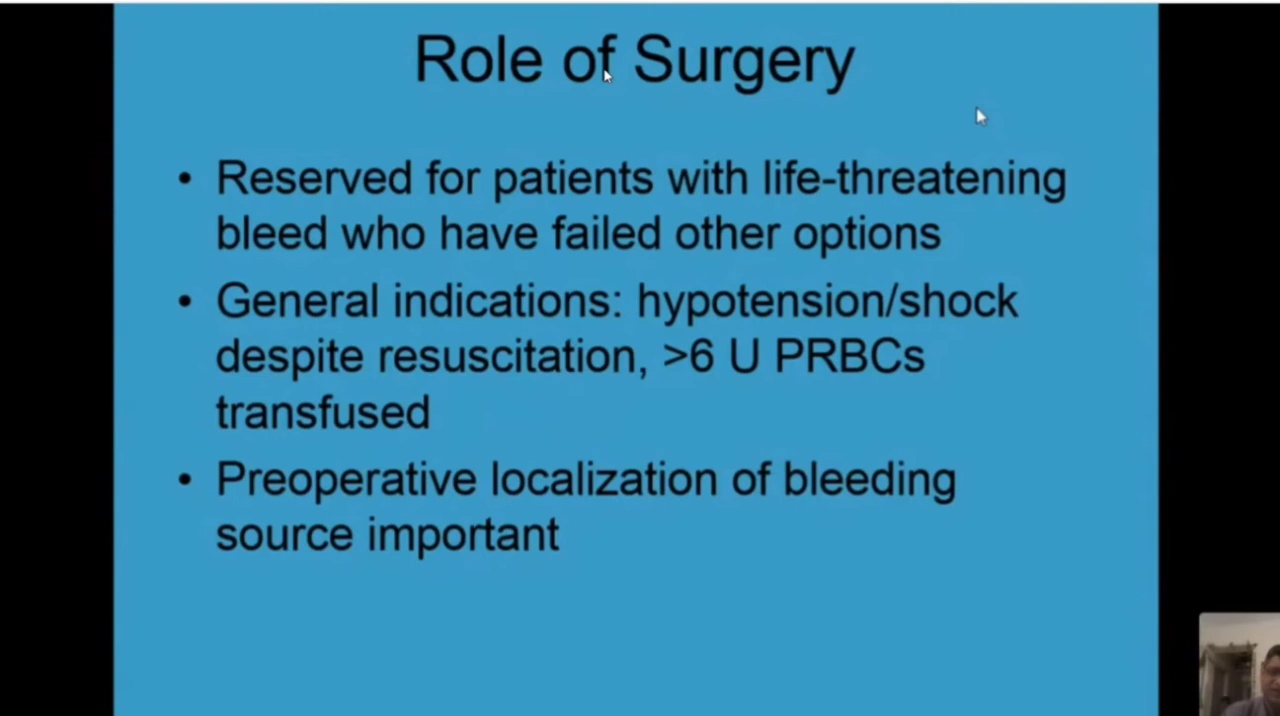 Role of Surgery
• Reserved for patients with life-threatening
bleed who have failed other options
• General indications: hypotension/shock
despite resuscitation, >6 U PRBCs
transfused
• Preoperative localization of bleeding
source important